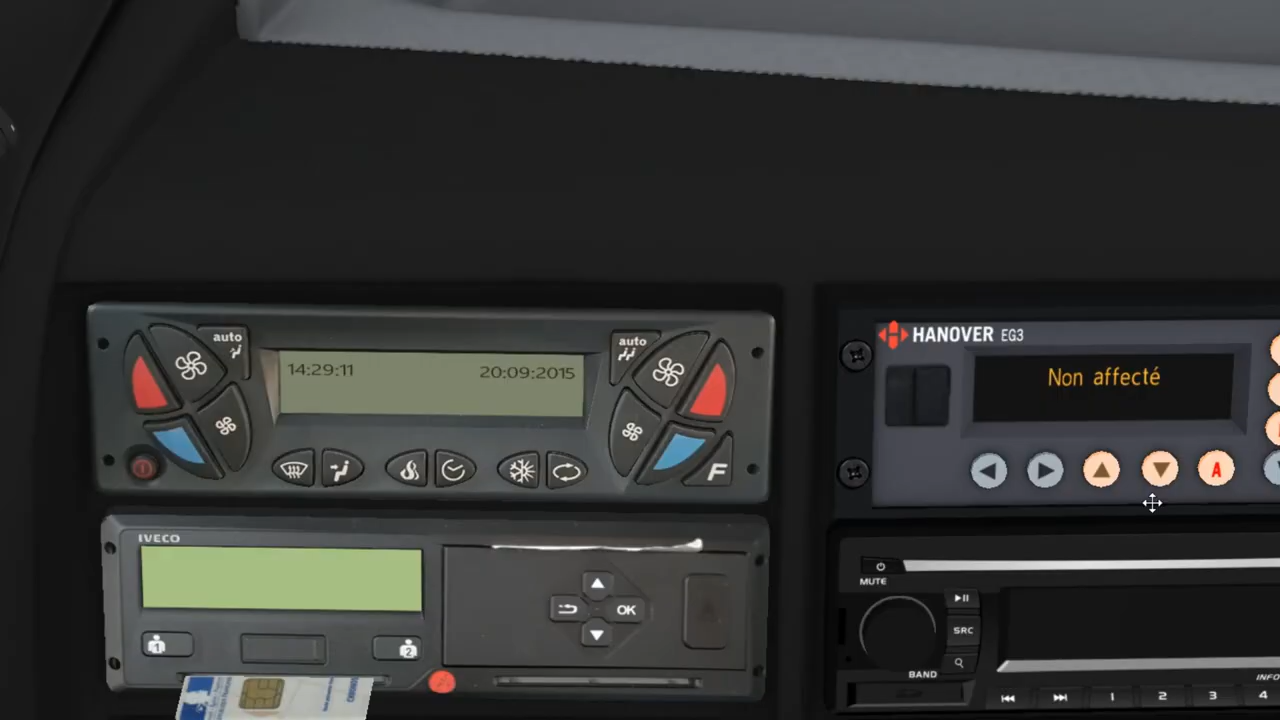 auto
14:29:11 20:09:2015
auto
F
HANOVER EG3
Non affecté
A
IVECO
1
2
OK
MUTE
SRC
BAND
INFO
1 2 3 4